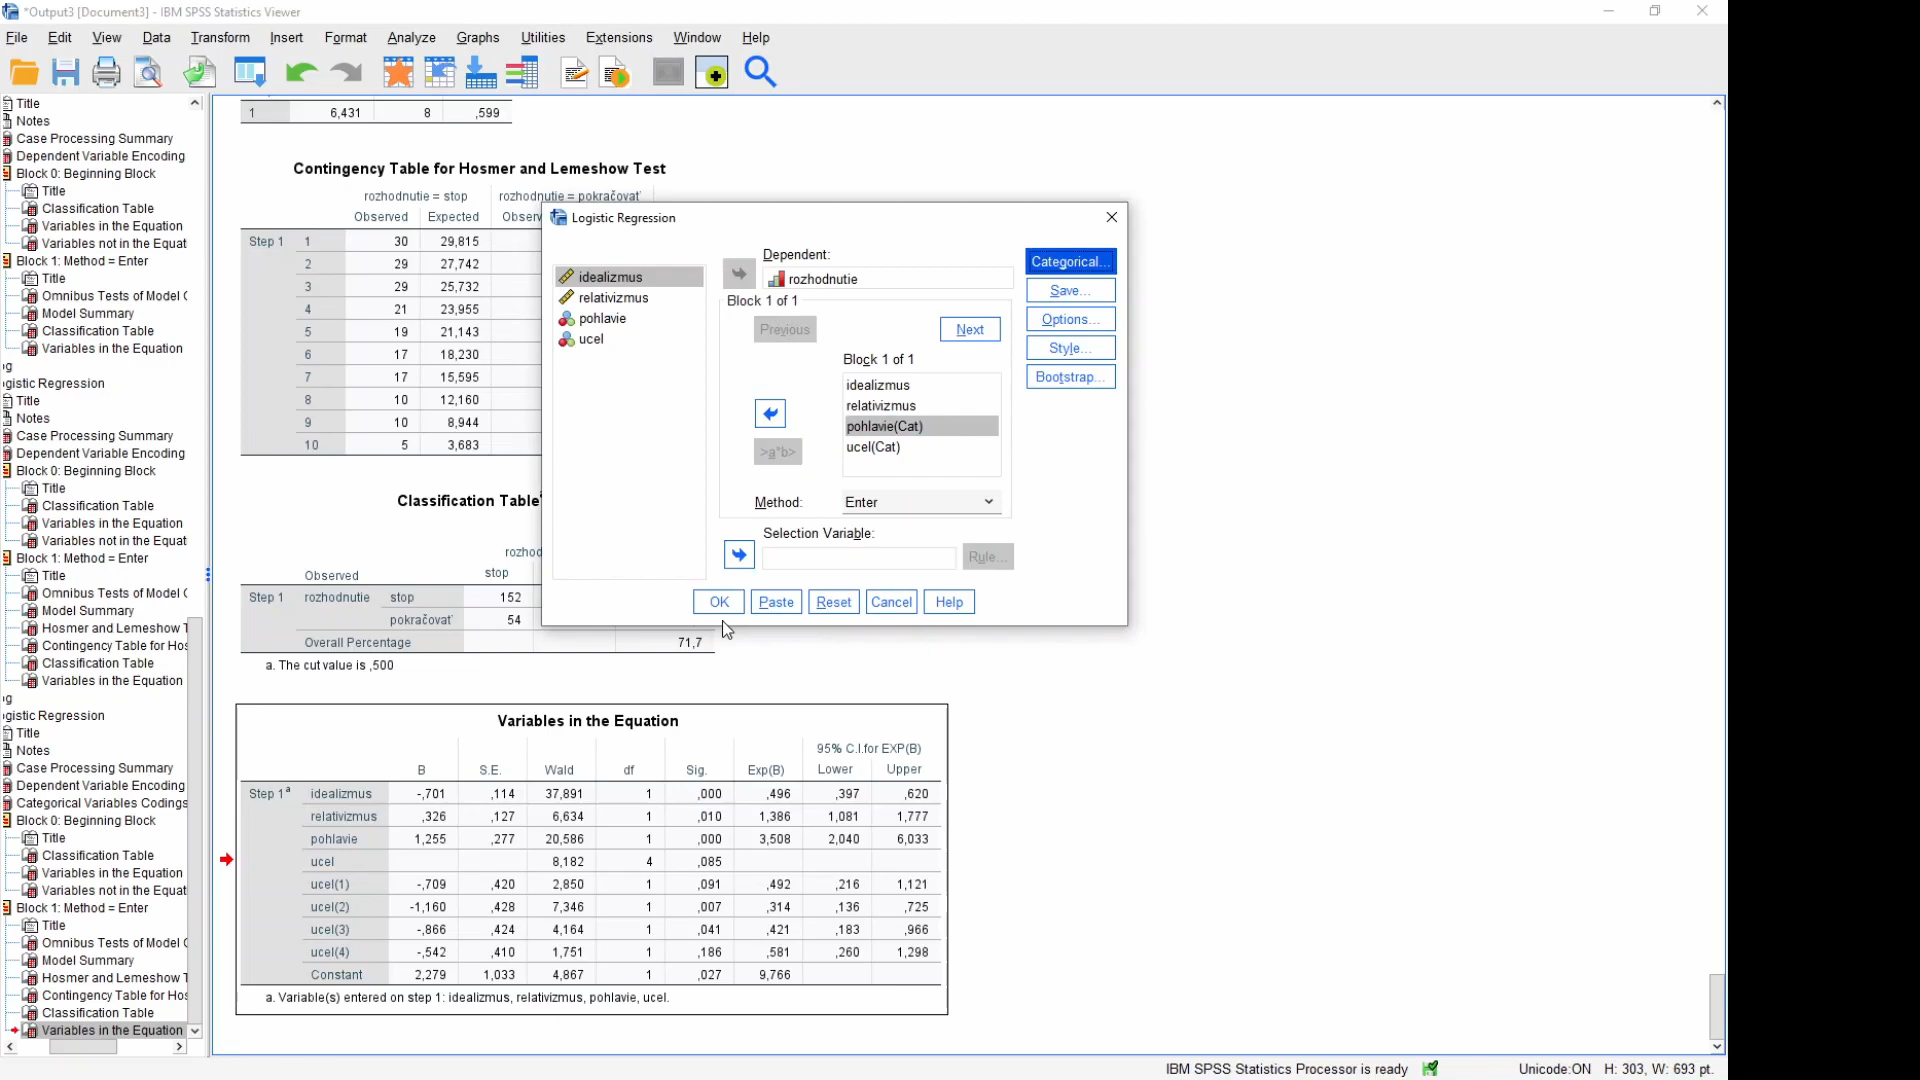 *Output3 [Document3] - IBM SPSS Statistics Viewer
File Edit View Data Transform Insert Format Analyze Graphs Utilities Extensions Window Help
Title
Notes
Case Processing Summary
Dependent Variable Encoding
Block 0: Beginning Block
Title
Classification Table
Variables in the Equation
Variables not in the Equat
Block 1: Method = Enter
Title
Omnibus Tests of Model C
Model Summary
Classification Table
Variables in the Equation
og
ogistic Regression
Title
Notes
Case Processing Summary
Dependent Variable Encoding
Block 0: Beginning Block
Title
Classification Table
Variables in the Equation
Variables not in the Equat
Block 1: Method = Enter
Title
Omnibus Tests of Model C
Model Summary
Hosmer and Lemeshow T
Contingency Table for Hos
Classification Table
Variables in the Equation
og
ogistic Regression
Title
Notes
Case Processing Summary
Dependent Variable Encoding
Categorical Variables Codings
Block 0: Beginning Block
Title
Classification Table
Variables in the Equation
Variables not in the Equat
Block 1: Method = Enter
Title
Omnibus Tests of Model C
Model Summary
Hosmer and Lemeshow T
Contingency Table for Hos
Classification Table
Variables in the Equation
1 6,431 8 ,599
Contingency Table for Hosmer and Lemeshow Test
rozhodnutie = stop rozhodnutie = pokračovať
Observed Expected Observ
Step 1 1 30 29,815
2 29 27,742
3 29 25,732
4 21 23,955
5 19 21,143
6 17 18,230
7 17 15,595
8 10 12,160
9 10 8,944
10 5 3,683
Classification Table
rozhod
Observed stop
Step 1 rozhodnutie stop 152
pokračovať 54
Overall Percentage 71,7
a. The cut value is ,500
Logistic Regression
idealizmus
relativizmus
pohlavie
ucel
Dependent:
rozhodnutie
Block 1 of 1
Previous Next
Block 1 of 1
idealizmus
relativizmus
pohlavie(Cat)
ucel(Cat)
>a*b>
Method: Enter
Selection Variable:
Rule...
Categorical...
Save...
Options...
Style...
Bootstrap...
OK Paste Reset Cancel Help
Variables in the Equation
95% C.I.for EXP(B)
B S.E. Wald df Sig. Exp(B) Lower Upper
Step 1a idealizmus -,701 ,114 37,891 1 ,000 ,496 ,397 ,620
relativizmus ,326 ,127 6,634 1 ,010 1,386 1,081 1,777
pohlavie 1,255 ,277 20,586 1 ,000 3,508 2,040 6,033
ucel 8,182 4 ,085
ucel(1) -,709 ,420 2,850 1 ,091 ,492 ,216 1,121
ucel(2) -1,160 ,428 7,346 1 ,007 ,314 ,136 ,725
ucel(3) -,866 ,424 4,164 1 ,041 ,421 ,183 ,966
ucel(4) -,542 ,410 1,751 1 ,186 ,581 ,260 1,298
Constant 2,279 1,033 4,867 1 ,027 9,766
a. Variable(s) entered on step 1: idealizmus, relativizmus, pohlavie, ucel.
IBM SPSS Statistics Processor is ready Unicode:ON H: 303, W: 693 pt.